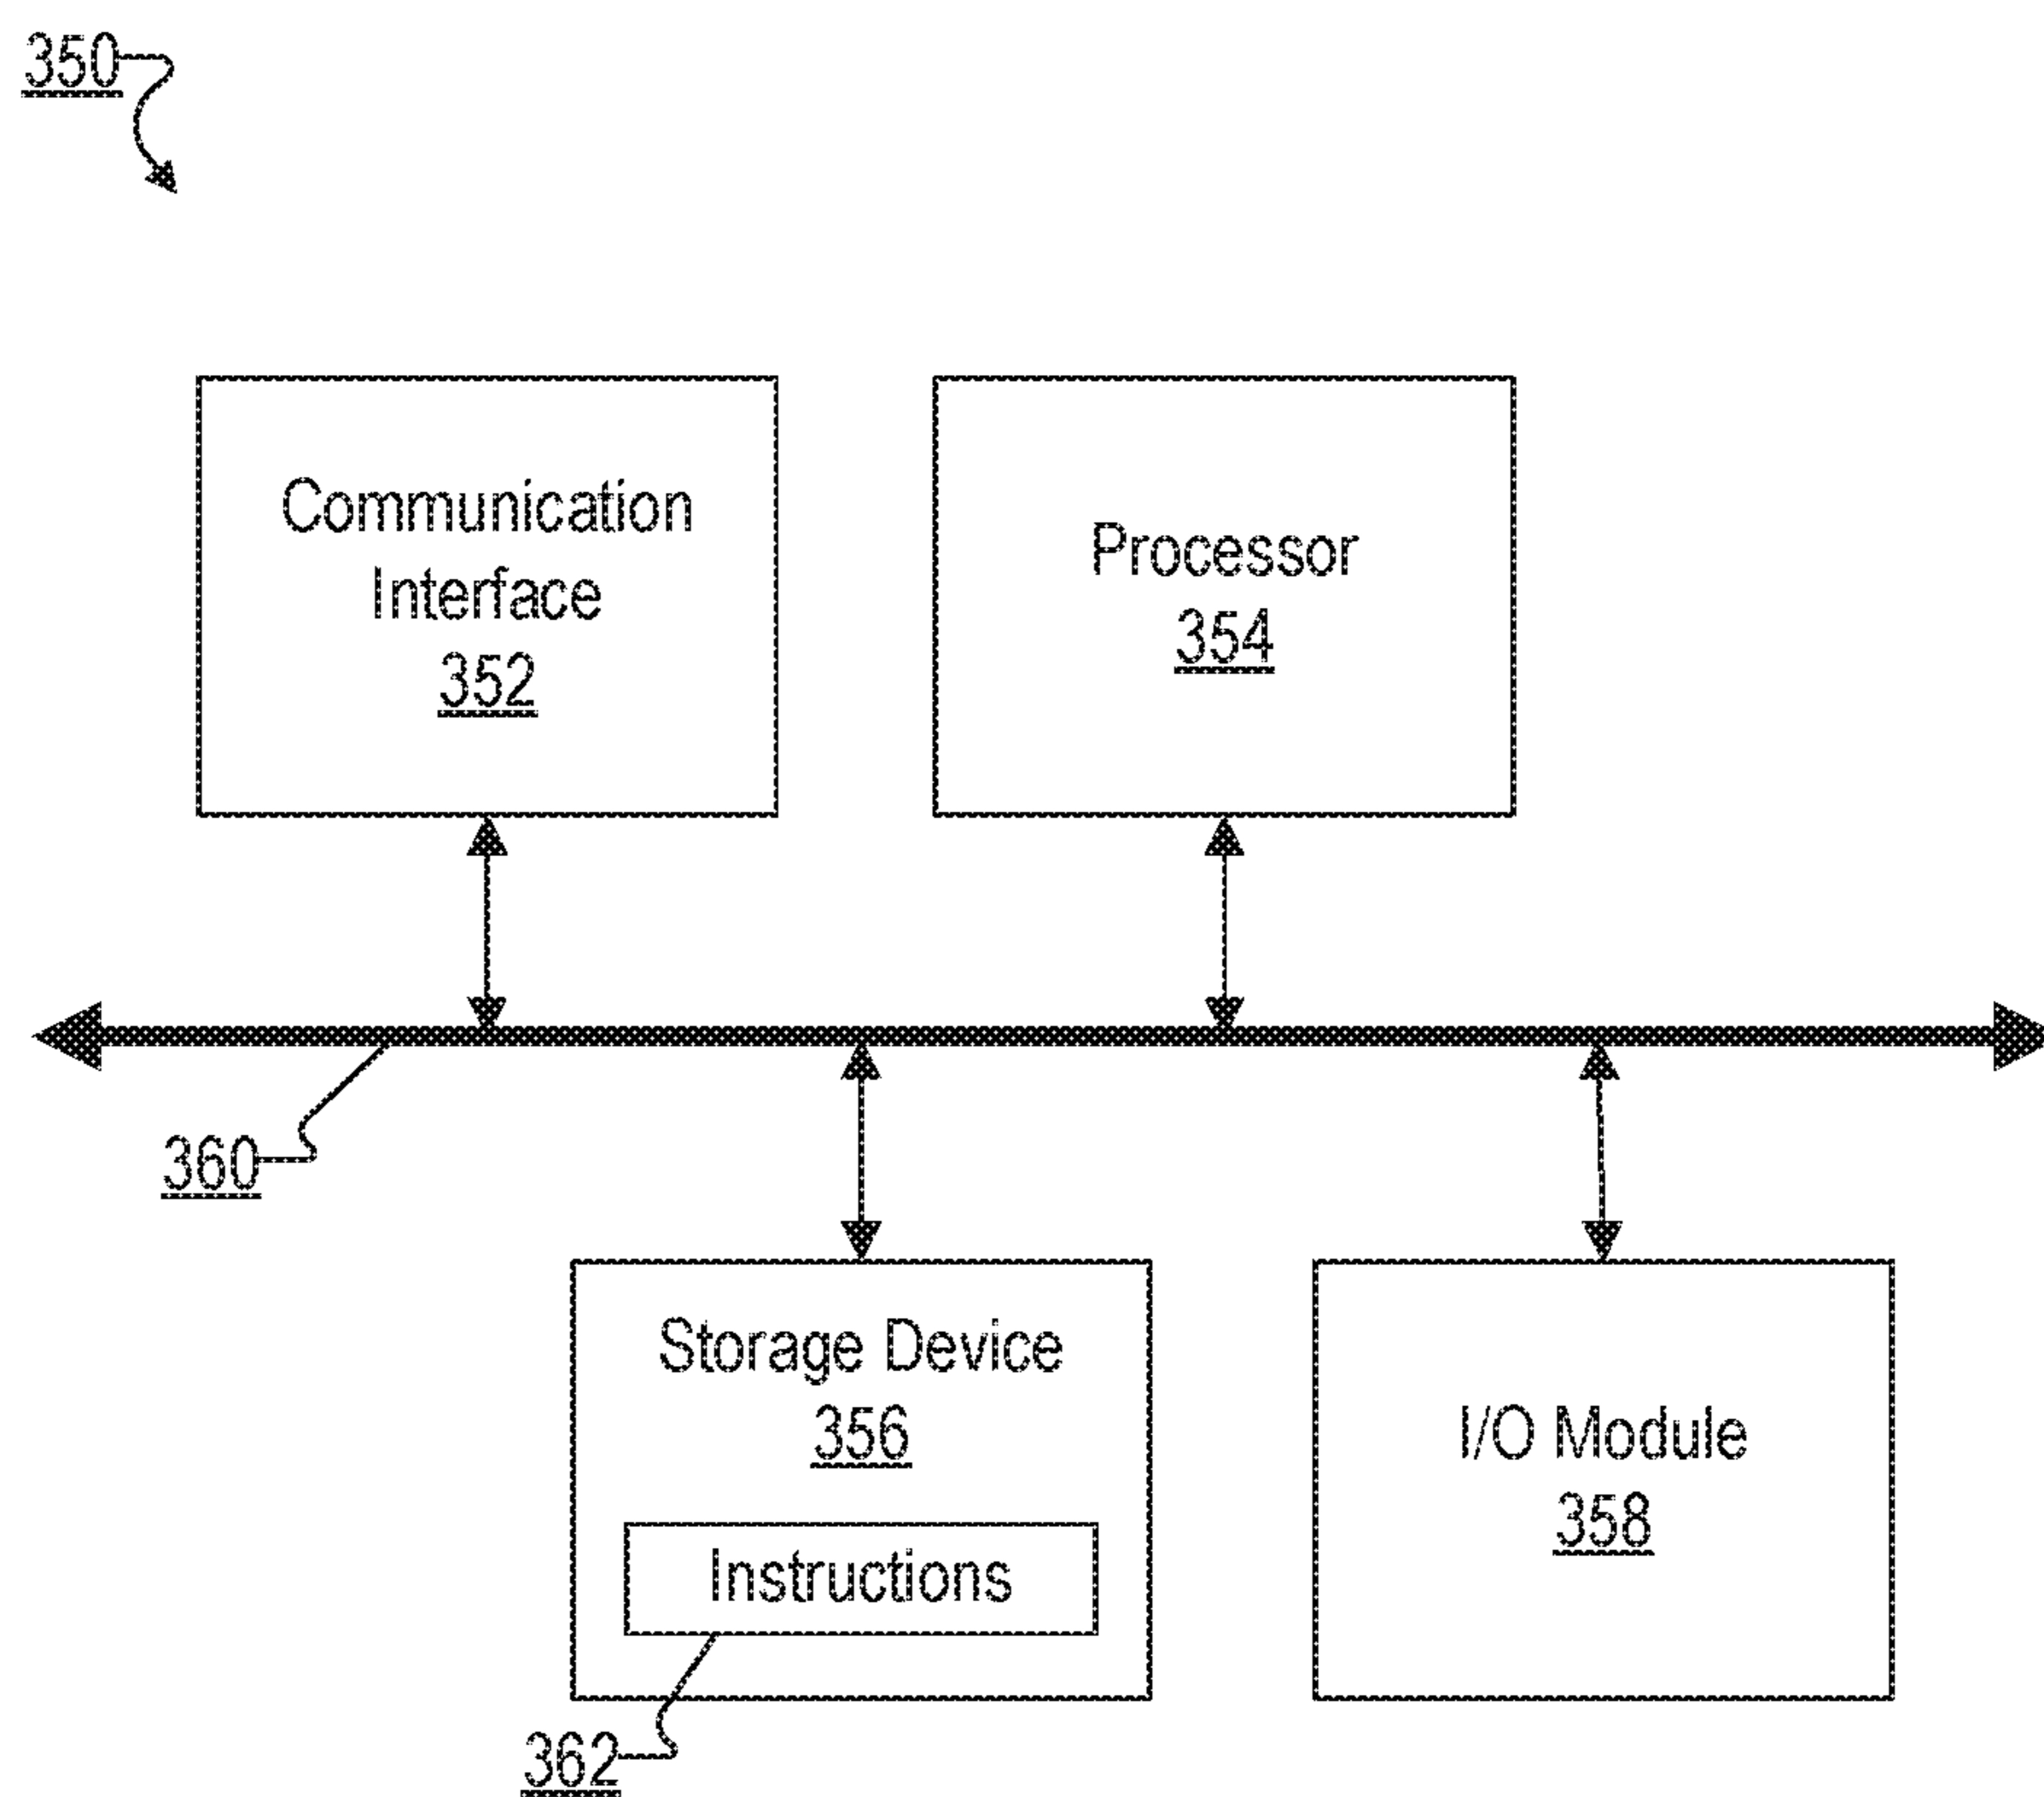 350
Communication
Interface
352
Processor
354
360
Storage Device
356
Instructions
362
I/O Module
358